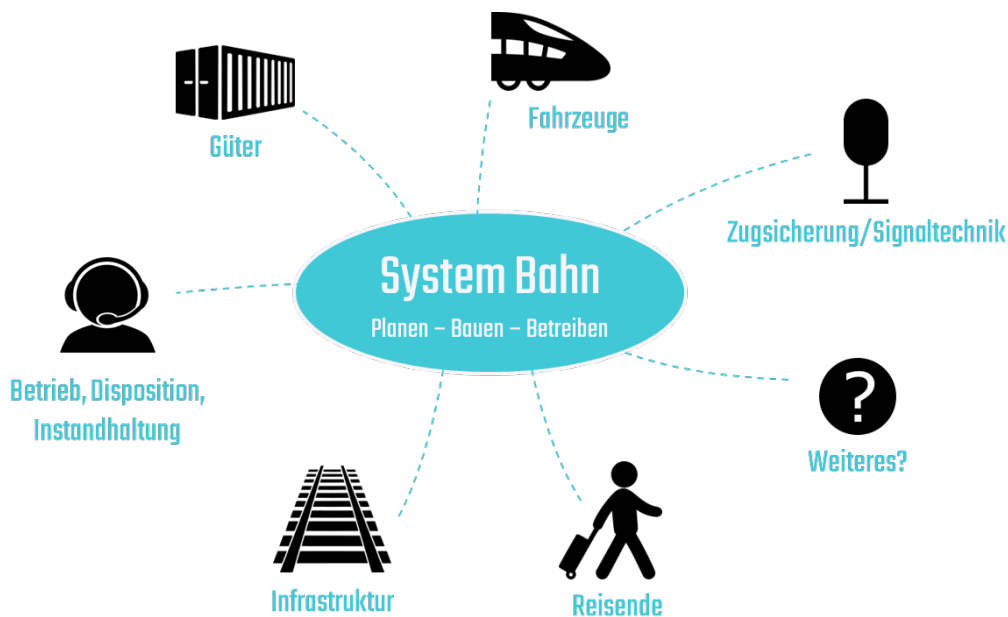 Fahrzeuge
Güter
Zugsicherung/Signaltechnik
System Bahn
Planen – Bauen – Betreiben
Betrieb, Disposition,
Instandhaltung
?
Weiteres?
Infrastruktur
Reisende